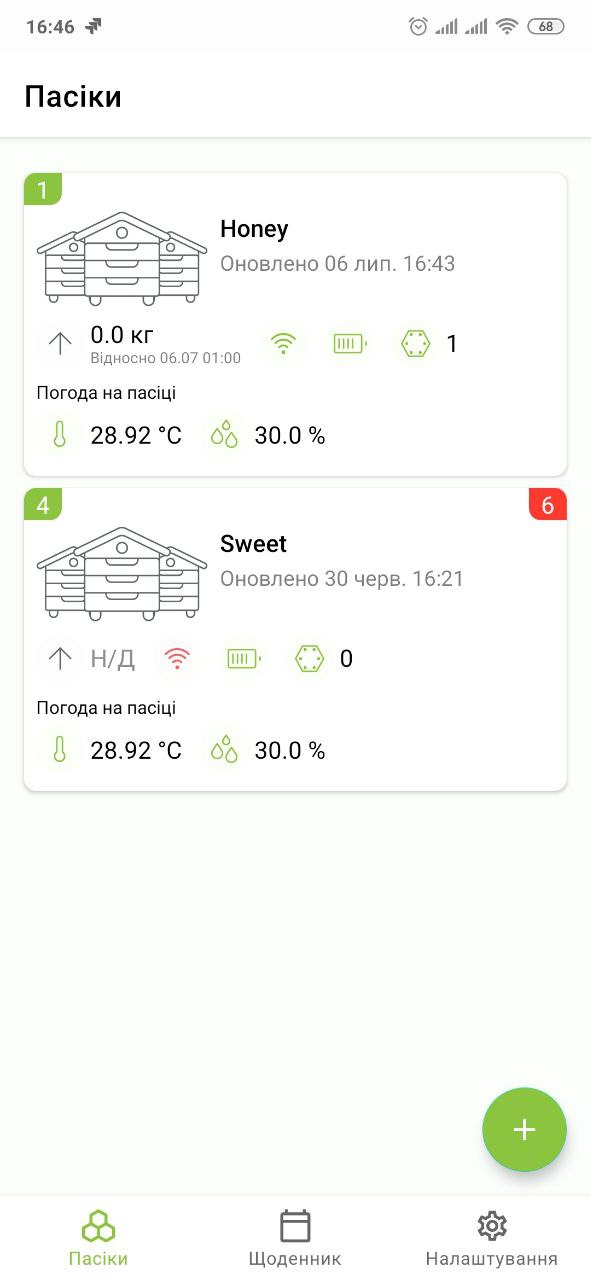 16:46
68
Пасіки
1
Honey
Оновлено 06 лип. 16:43
0.0 кг
Відносно 06.07 01:00
1
Погода на пасіці
28.92 °C
30.0 %
4
6
Sweet
Оновлено 30 черв. 16:21
Н/Д
0
Погода на пасіці
28.92 °C
30.0 %
+
Пасіки
Щоденник
Налаштування